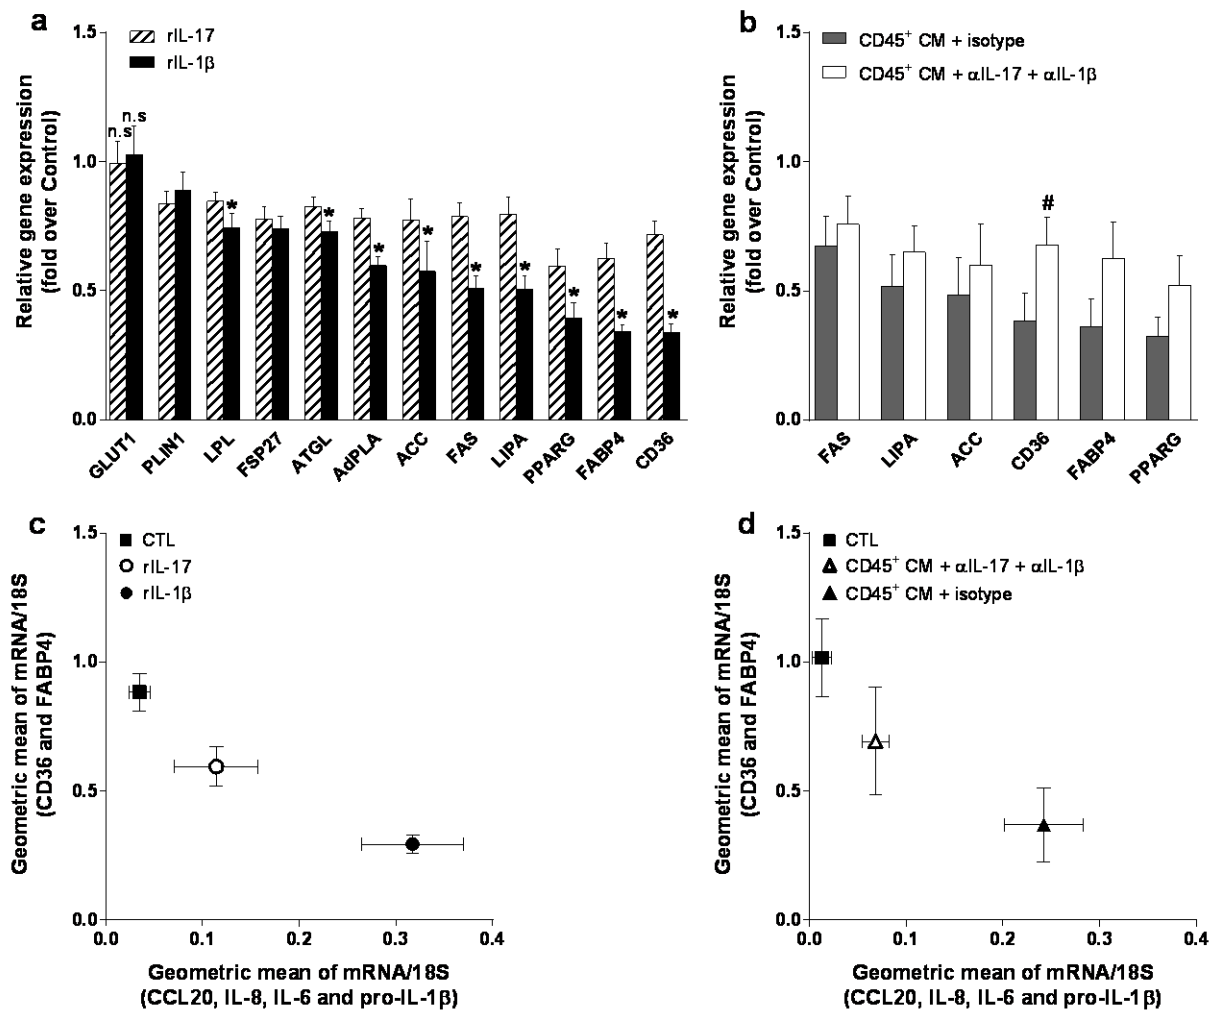 a
rIL-17
rIL-1β
Relative gene expression
(fold over Control)
1.5
1.0
0.5
0.0
n.s
n.s
*
*
*
*
*
*
*
*
*
GLUT1
PLIN1
LPL
FSP27
ATGL
AdPLA
ACC
FAS
LIPA
PPARG
FABP4
CD36
b
CD45⁺ CM + isotype
CD45⁺ CM + αIL-17 + αIL-1β
Relative gene expression
(fold over Control)
1.5
1.0
0.5
0.0
#
FAS
LIPA
ACC
CD36
FABP4
PPARG
c
CTL
rIL-17
rIL-1β
Geometric mean of mRNA/18S
(CD36 and FABP4)
1.5
1.0
0.5
0.0
0.0
0.1
0.2
0.3
0.4
Geometric mean of mRNA/18S
(CCL20, IL-8, IL-6 and pro-IL-1β)
d
CTL
CD45⁺ CM + αIL-17 + αIL-1β
CD45⁺ CM + isotype
Geometric mean of mRNA/18S
(CD36 and FABP4)
1.5
1.0
0.5
0.0
0.0
0.1
0.2
0.3
0.4
Geometric mean of mRNA/18S
(CCL20, IL-8, IL-6 and pro-IL-1β)